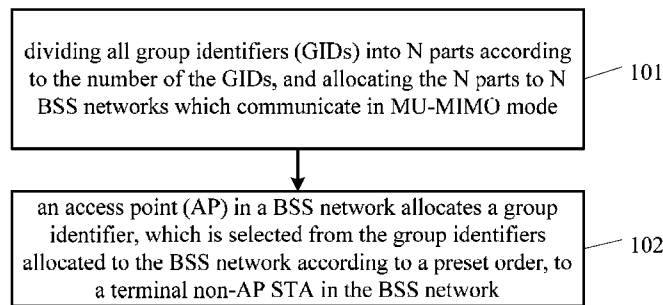 dividing all group identifiers (GIDs) into N parts according
to the number of the GIDs, and allocating the N parts to N
BSS networks which communicate in MU-MIMO mode
101
an access point (AP) in a BSS network allocates a group
identifier, which is selected from the group identifiers
allocated to the BSS network according to a preset order, to
a terminal non-AP STA in the BSS network
102